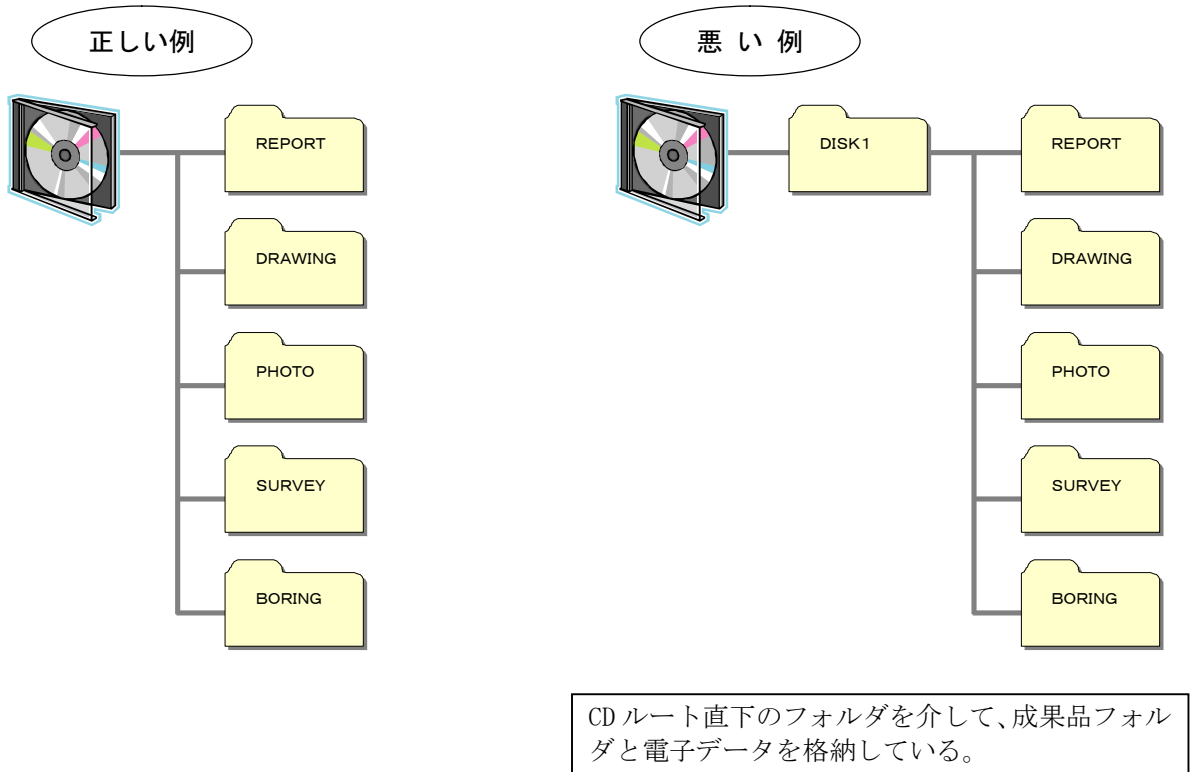 正しい例
悪 い 例
REPORT
DRAWING
PHOTO
SURVEY
BORING
DISK1
REPORT
DRAWING
PHOTO
SURVEY
BORING
CD ルート直下のフォルダを介して、成果品フォル
ダと電子データを格納している。